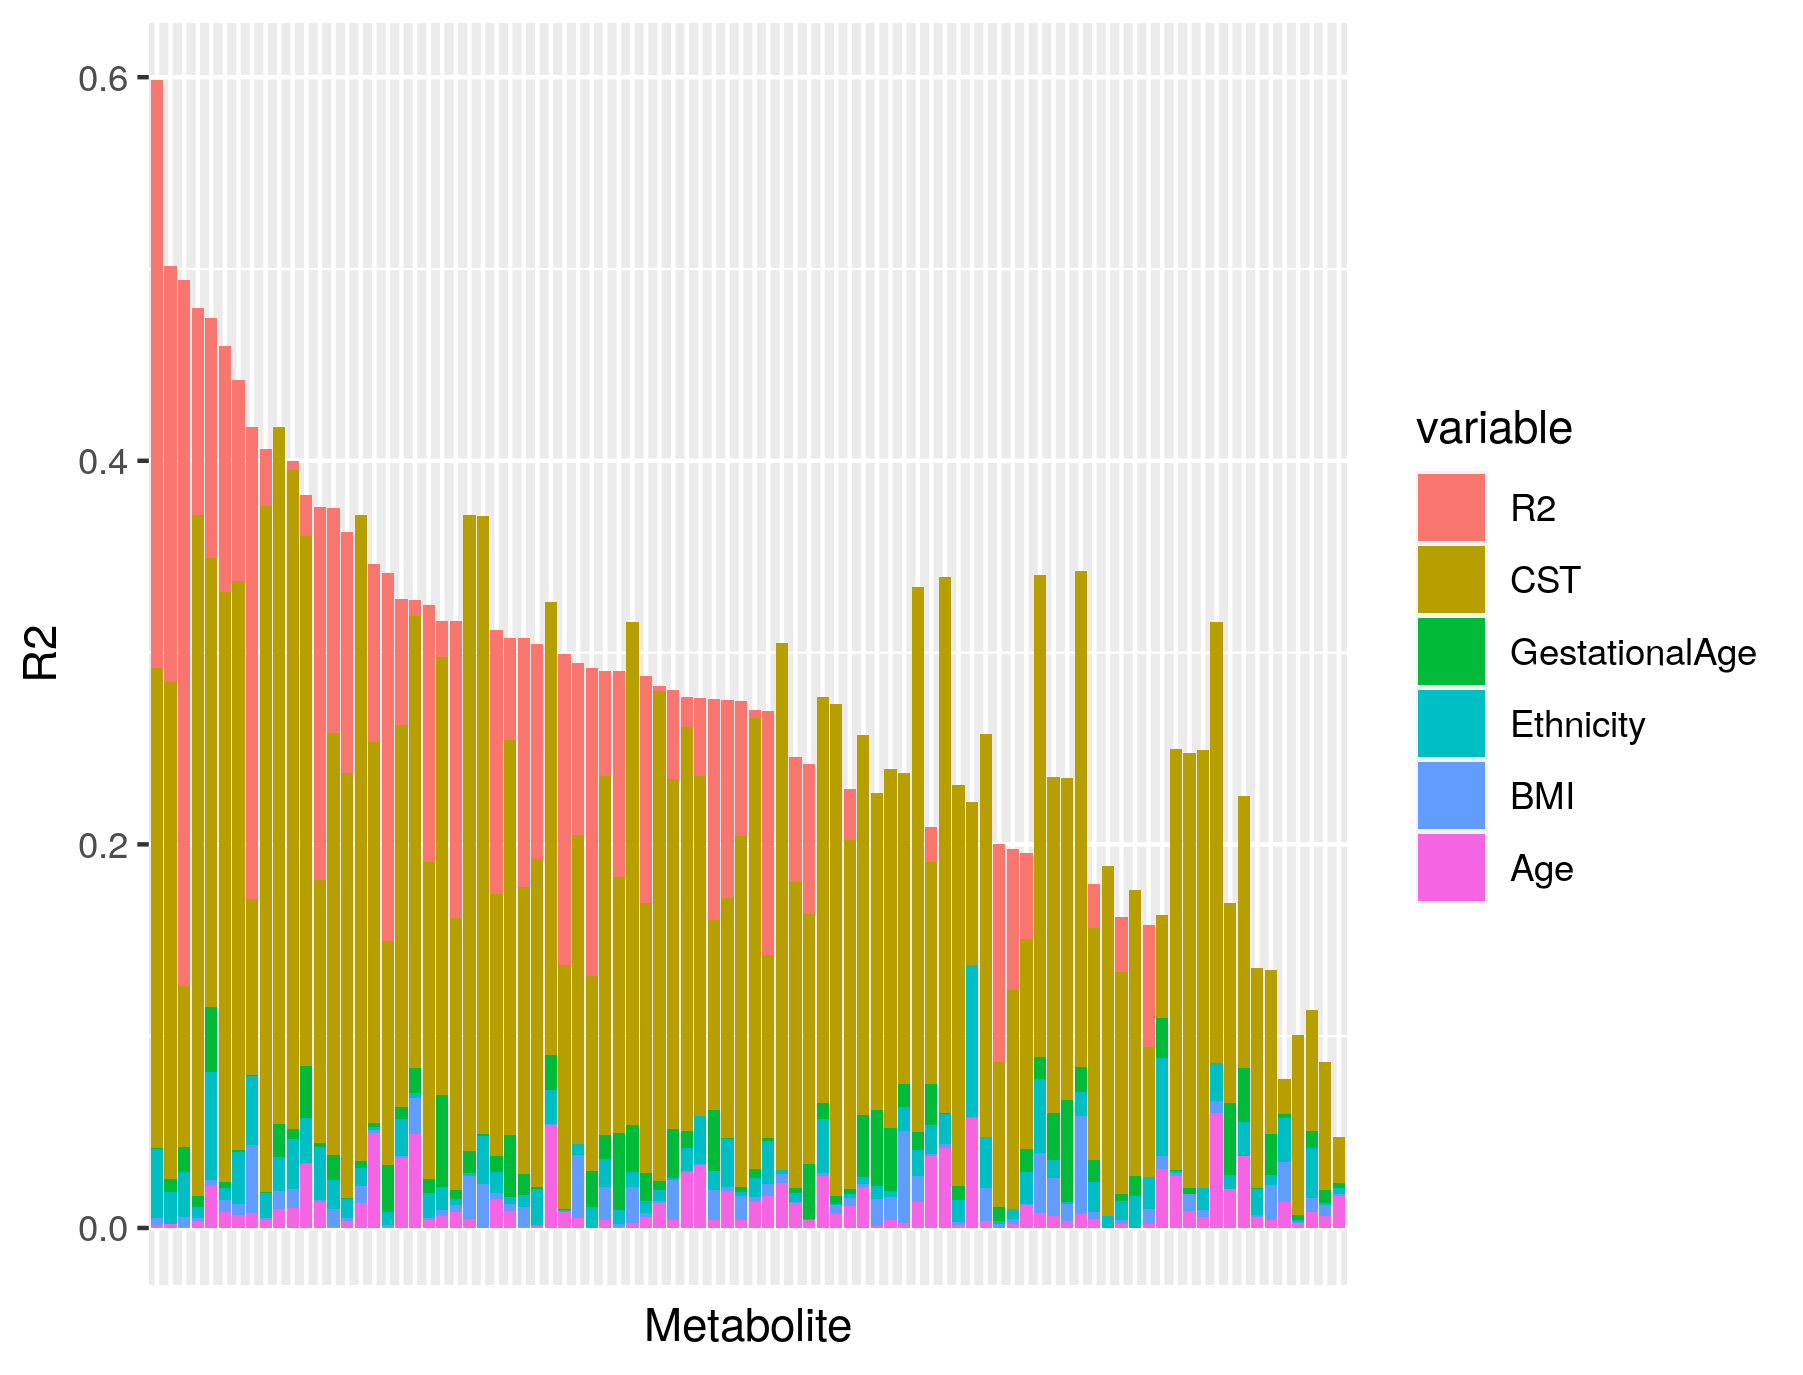 0.6
0.4
0.2
0.0
R2
Metabolite
variable
R2
CST
GestationalAge
Ethnicity
BMI
Age